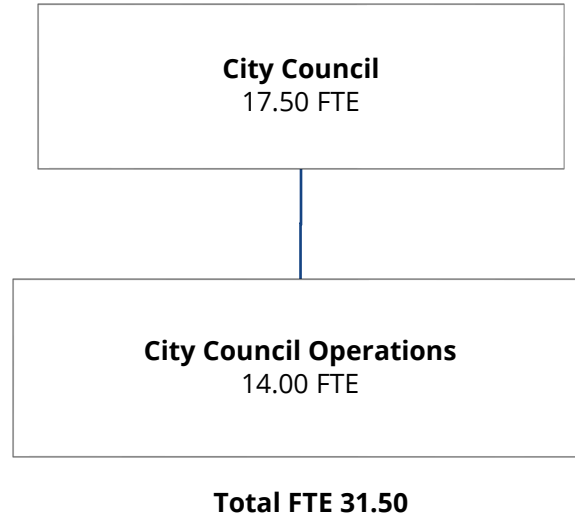 City Council
17.50 FTE
City Council Operations
14.00 FTE
Total FTE 31.50